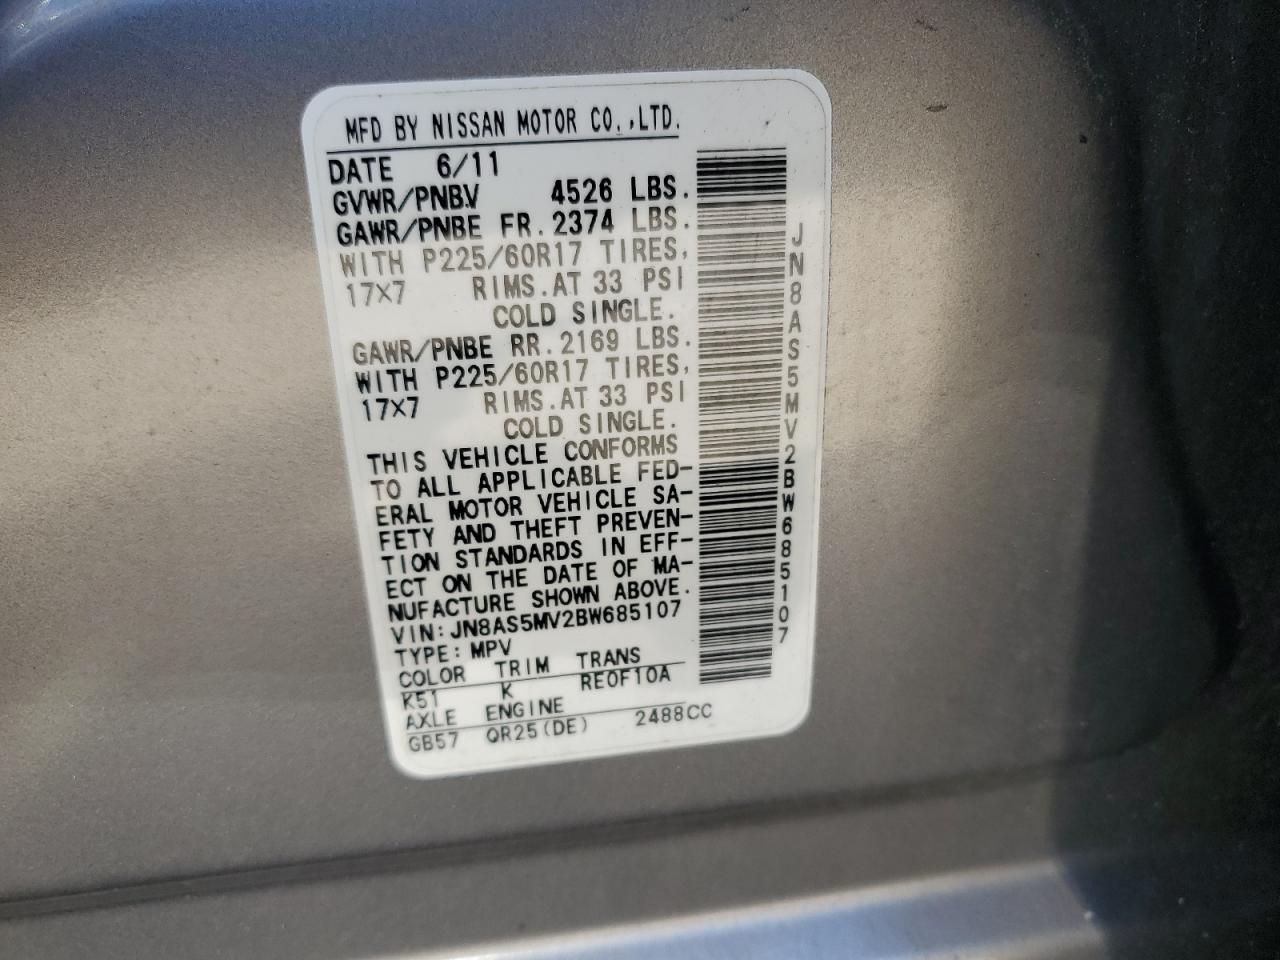 MFD BY NISSAN MOTOR CO.,LTD.
DATE 6/11
GVWR/PNBV 4526 LBS.
GAWR/PNBE FR. 2374 LBS.
WITH P225/60R17 TIRES,
17X7 RIMS.AT 33 PSI
COLD SINGLE.
GAWR/PNBE RR. 2169 LBS.
WITH P225/60R17 TIRES,
17X7 RIMS.AT 33 PSI
COLD SINGLE.
THIS VEHICLE CONFORMS
TO ALL APPLICABLE FED-
ERAL MOTOR VEHICLE SA-
FETY AND THEFT PREVEN-
TION STANDARDS IN EFF-
ECT ON THE DATE OF MA-
NUFACTURE SHOWN ABOVE.
VIN:JN8AS5MV2BW685107
TYPE:MPV
COLOR TRIM TRANS
K51 K RE0F10A
AXLE ENGINE
GB57 QR25(DE) 2488CC
JN8AS5MV2BW685107